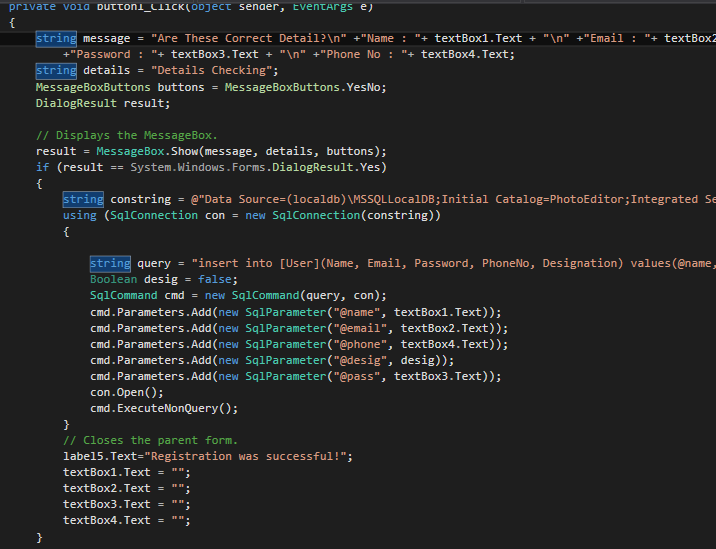 private void button1_Click(object sender, EventArgs e)
{
string message = "Are These Correct Detail?\n" +"Name : "+ textBox1.Text + "\n" +"Email : "+ textBox2
+"Password : "+ textBox3.Text + "\n" +"Phone No : "+ textBox4.Text;
string details = "Details Checking";
MessageBoxButtons buttons = MessageBoxButtons.YesNo;
DialogResult result;
// Displays the MessageBox.
result = MessageBox.Show(message, details, buttons);
if (result == System.Windows.Forms.DialogResult.Yes)
{
string constring = @"Data Source=(localdb)\MSSQLLocalDB;Initial Catalog=PhotoEditor;Integrated Se
using (SqlConnection con = new SqlConnection(constring))
{
string query = "insert into [User](Name, Email, Password, PhoneNo, Designation) values(@name,
Boolean desig = false;
SqlCommand cmd = new SqlCommand(query, con);
cmd.Parameters.Add(new SqlParameter("@name", textBox1.Text));
cmd.Parameters.Add(new SqlParameter("@email", textBox2.Text));
cmd.Parameters.Add(new SqlParameter("@phone", textBox4.Text));
cmd.Parameters.Add(new SqlParameter("@desig", desig));
cmd.Parameters.Add(new SqlParameter("@pass", textBox3.Text));
con.Open();
cmd.ExecuteNonQuery();
}
// Closes the parent form.
label5.Text="Registration was successful!";
textBox1.Text = "";
textBox2.Text = "";
textBox3.Text = "";
textBox4.Text = "";
}